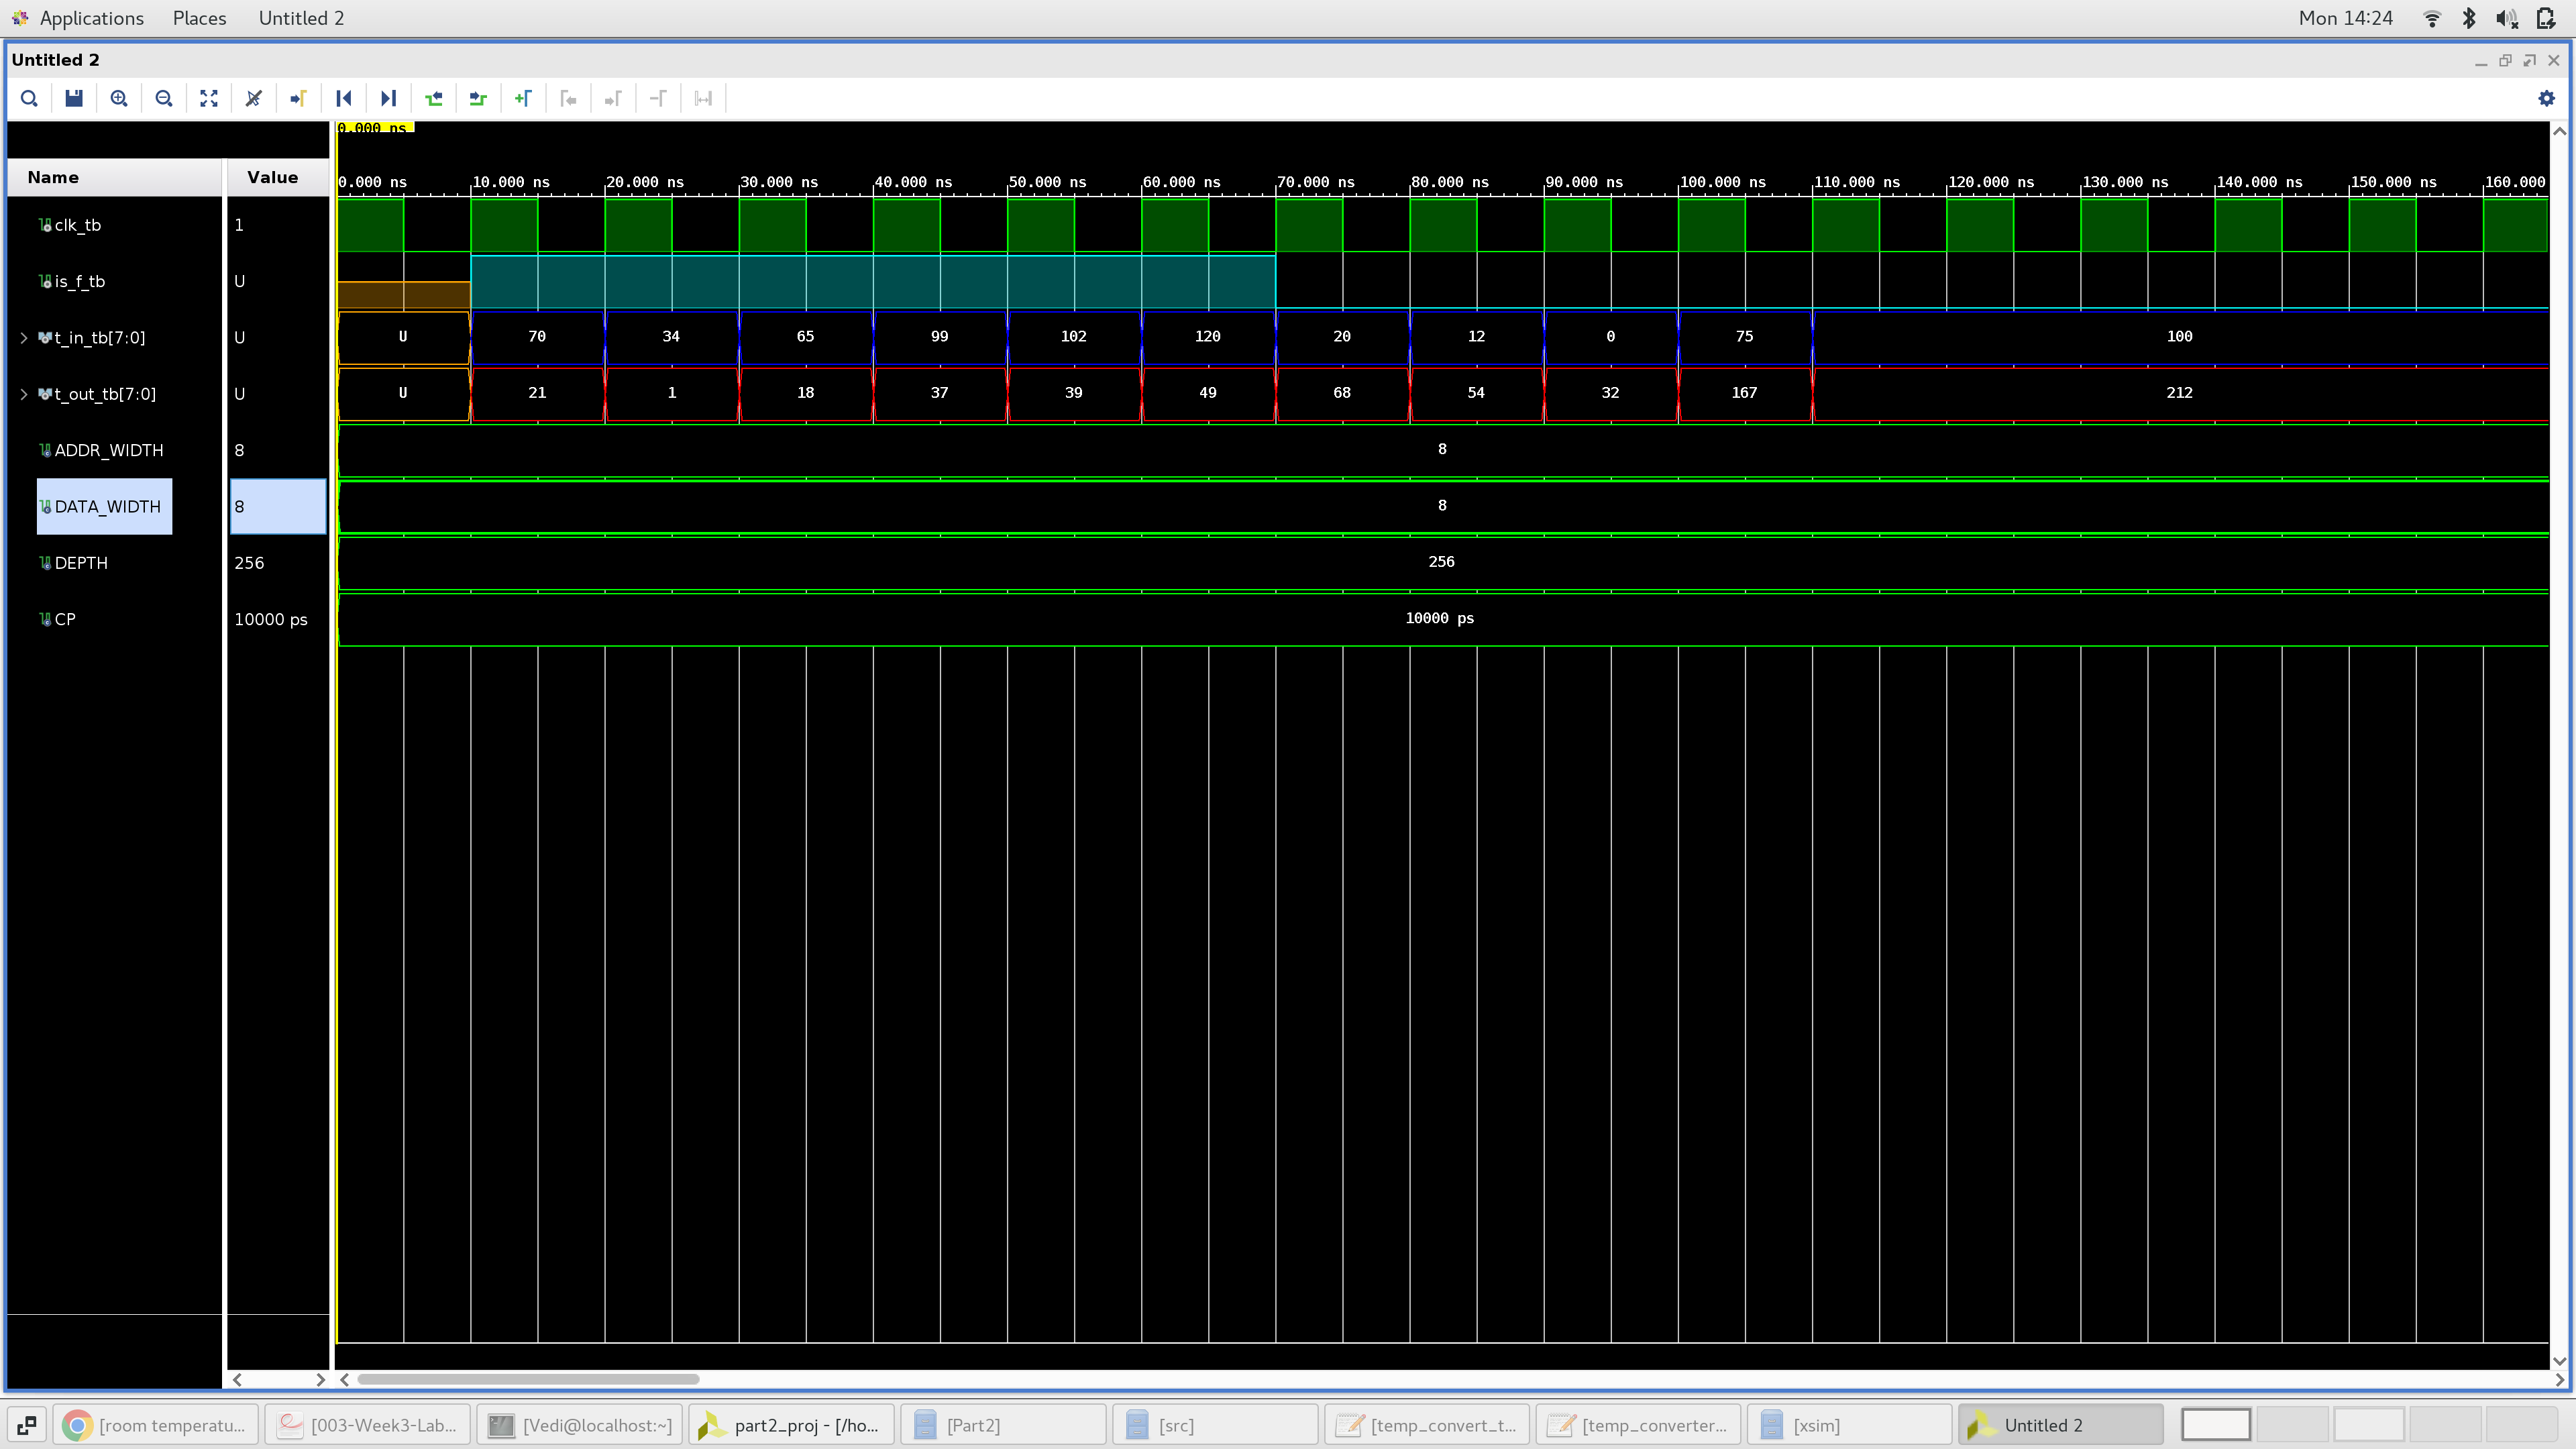 Applications Places Untitled 2 Mon 14:24
Untitled 2
0.000 ns
Name Value
0.000 ns 10.000 ns 20.000 ns 30.000 ns 40.000 ns 50.000 ns 60.000 ns 70.000 ns 80.000 ns 90.000 ns 100.000 ns 110.000 ns 120.000 ns 130.000 ns 140.000 ns 150.000 ns 160.000
clk_tb 1
is_f_tb U
t_in_tb[7:0] U U 70 34 65 99 102 120 20 12 0 75 100
t_out_tb[7:0] U U 21 1 18 37 39 49 68 54 32 167 212
ADDR_WIDTH 8 8
DATA_WIDTH 8 8
DEPTH 256 256
CP 10000 ps 10000 ps
[room temperatu... [003-Week3-Lab... [Vedi@localhost:~] part2_proj - [/ho... [Part2] [src] [temp_convert_t... [temp_converter... [xsim] Untitled 2